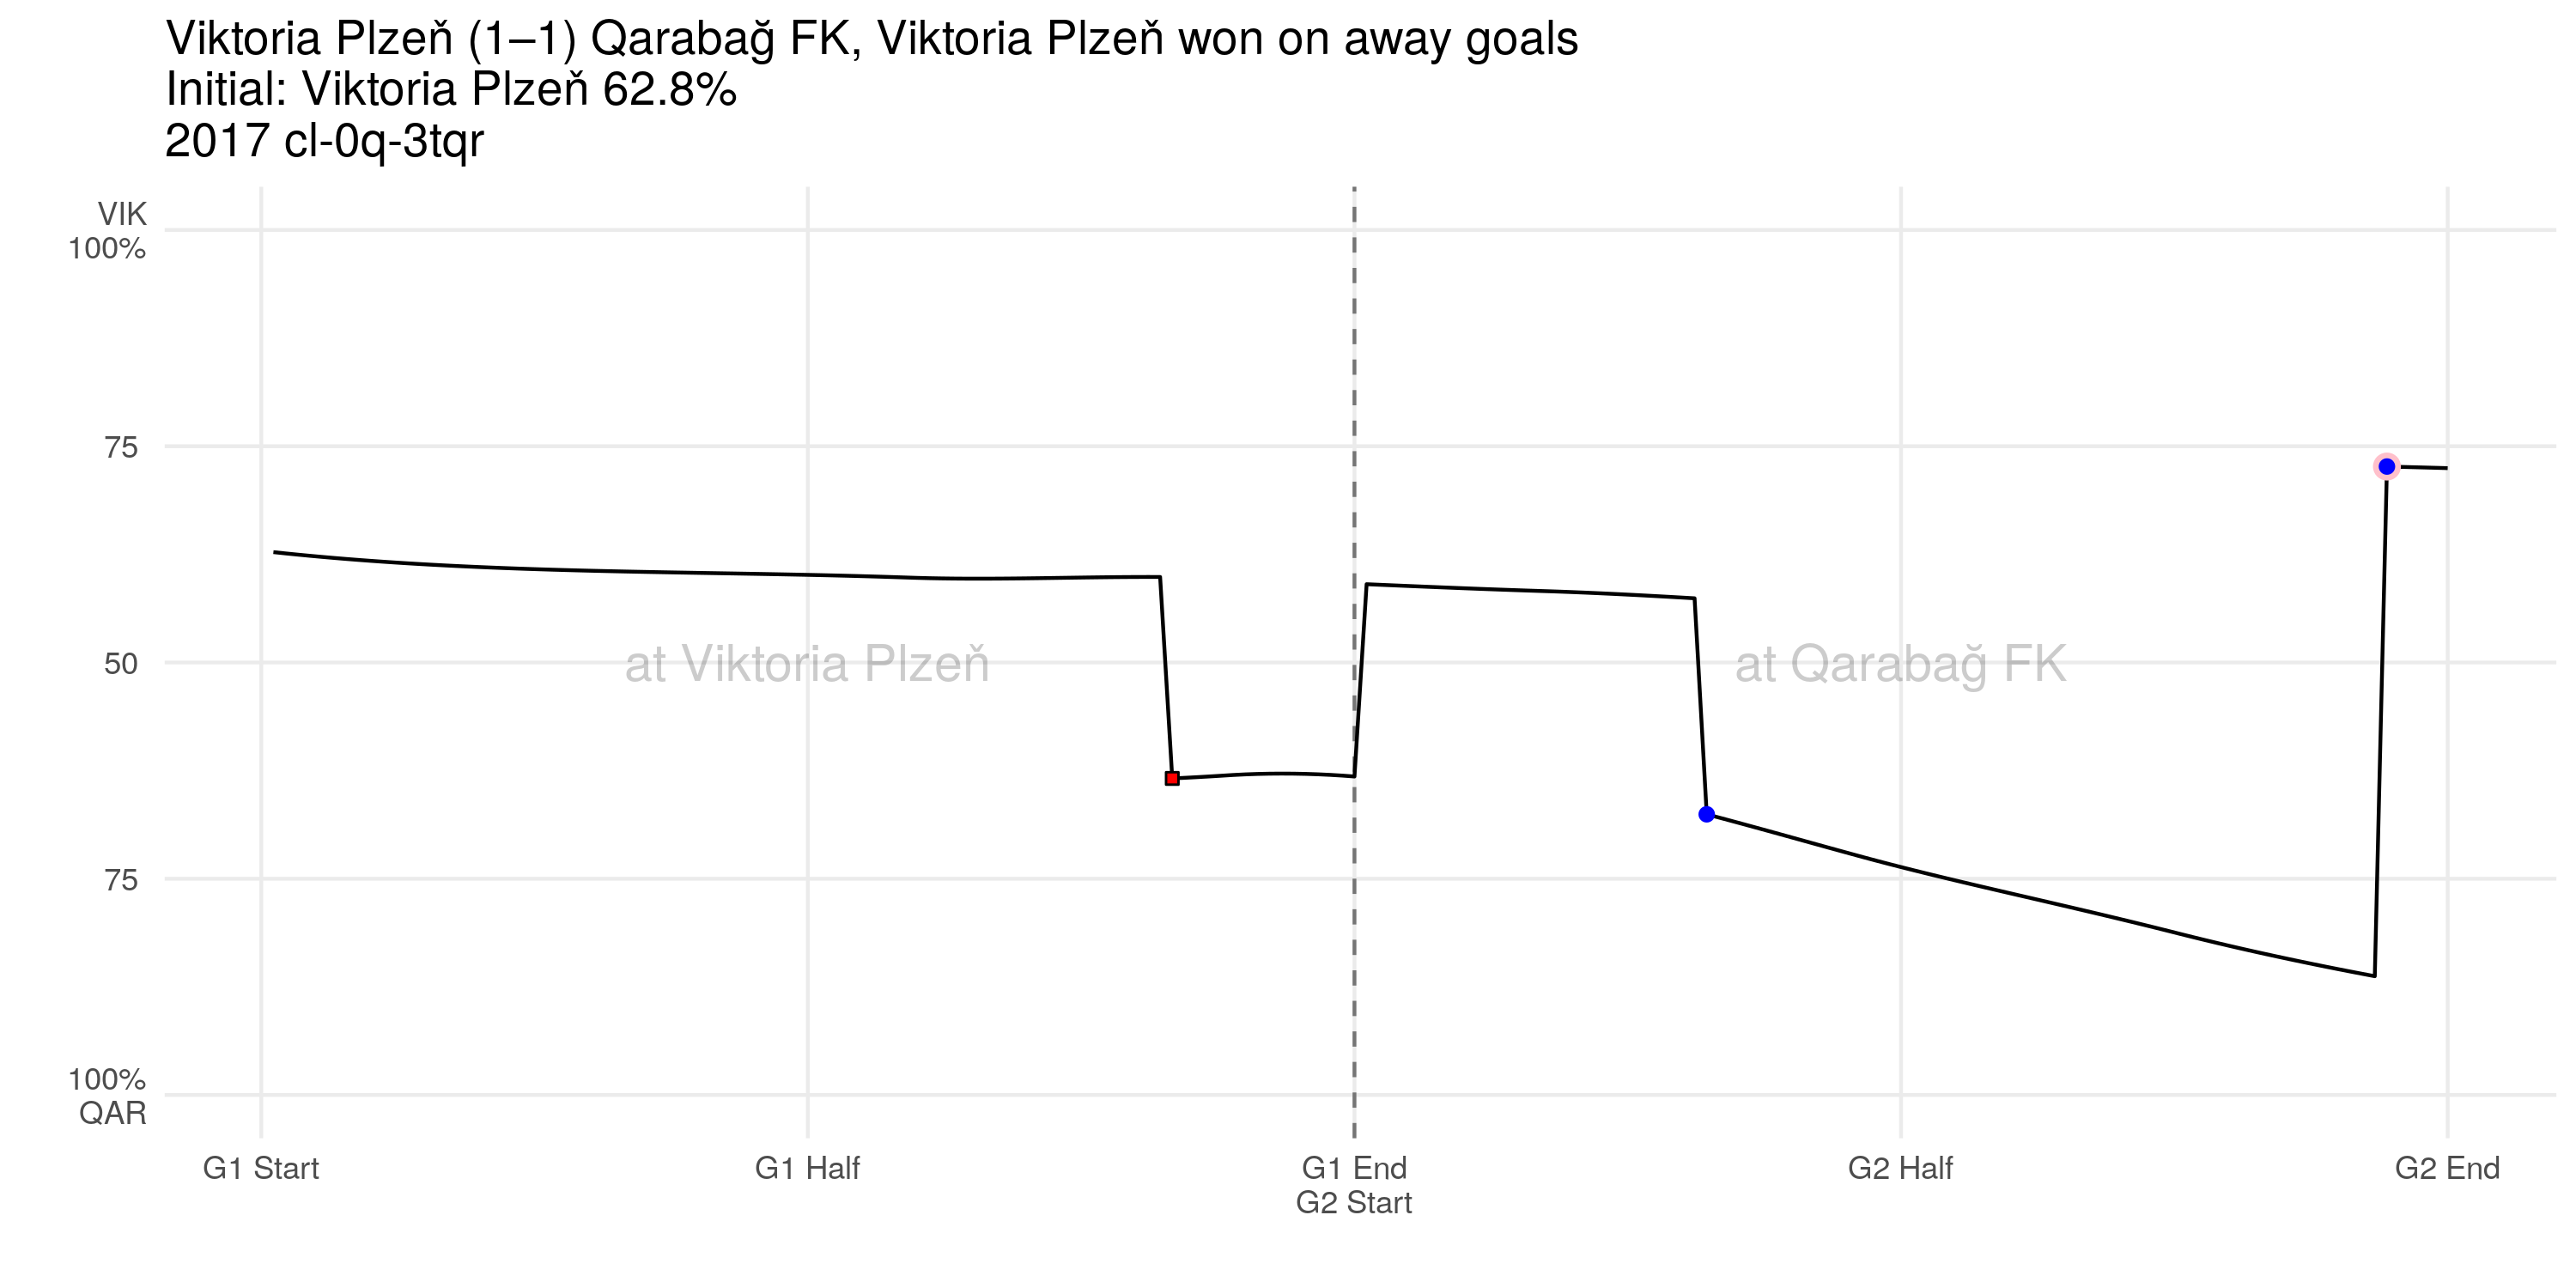 Viktoria Plzeň (1–1) Qarabağ FK, Viktoria Plzeň won on away goals
Initial: Viktoria Plzeň 62.8%
2017 cl-0q-3tqr
VIK
100%
75
50
75
100%
QAR
at Viktoria Plzeň
at Qarabağ FK
G1 Start
G1 Half
G1 End
G2 Start
G2 Half
G2 End